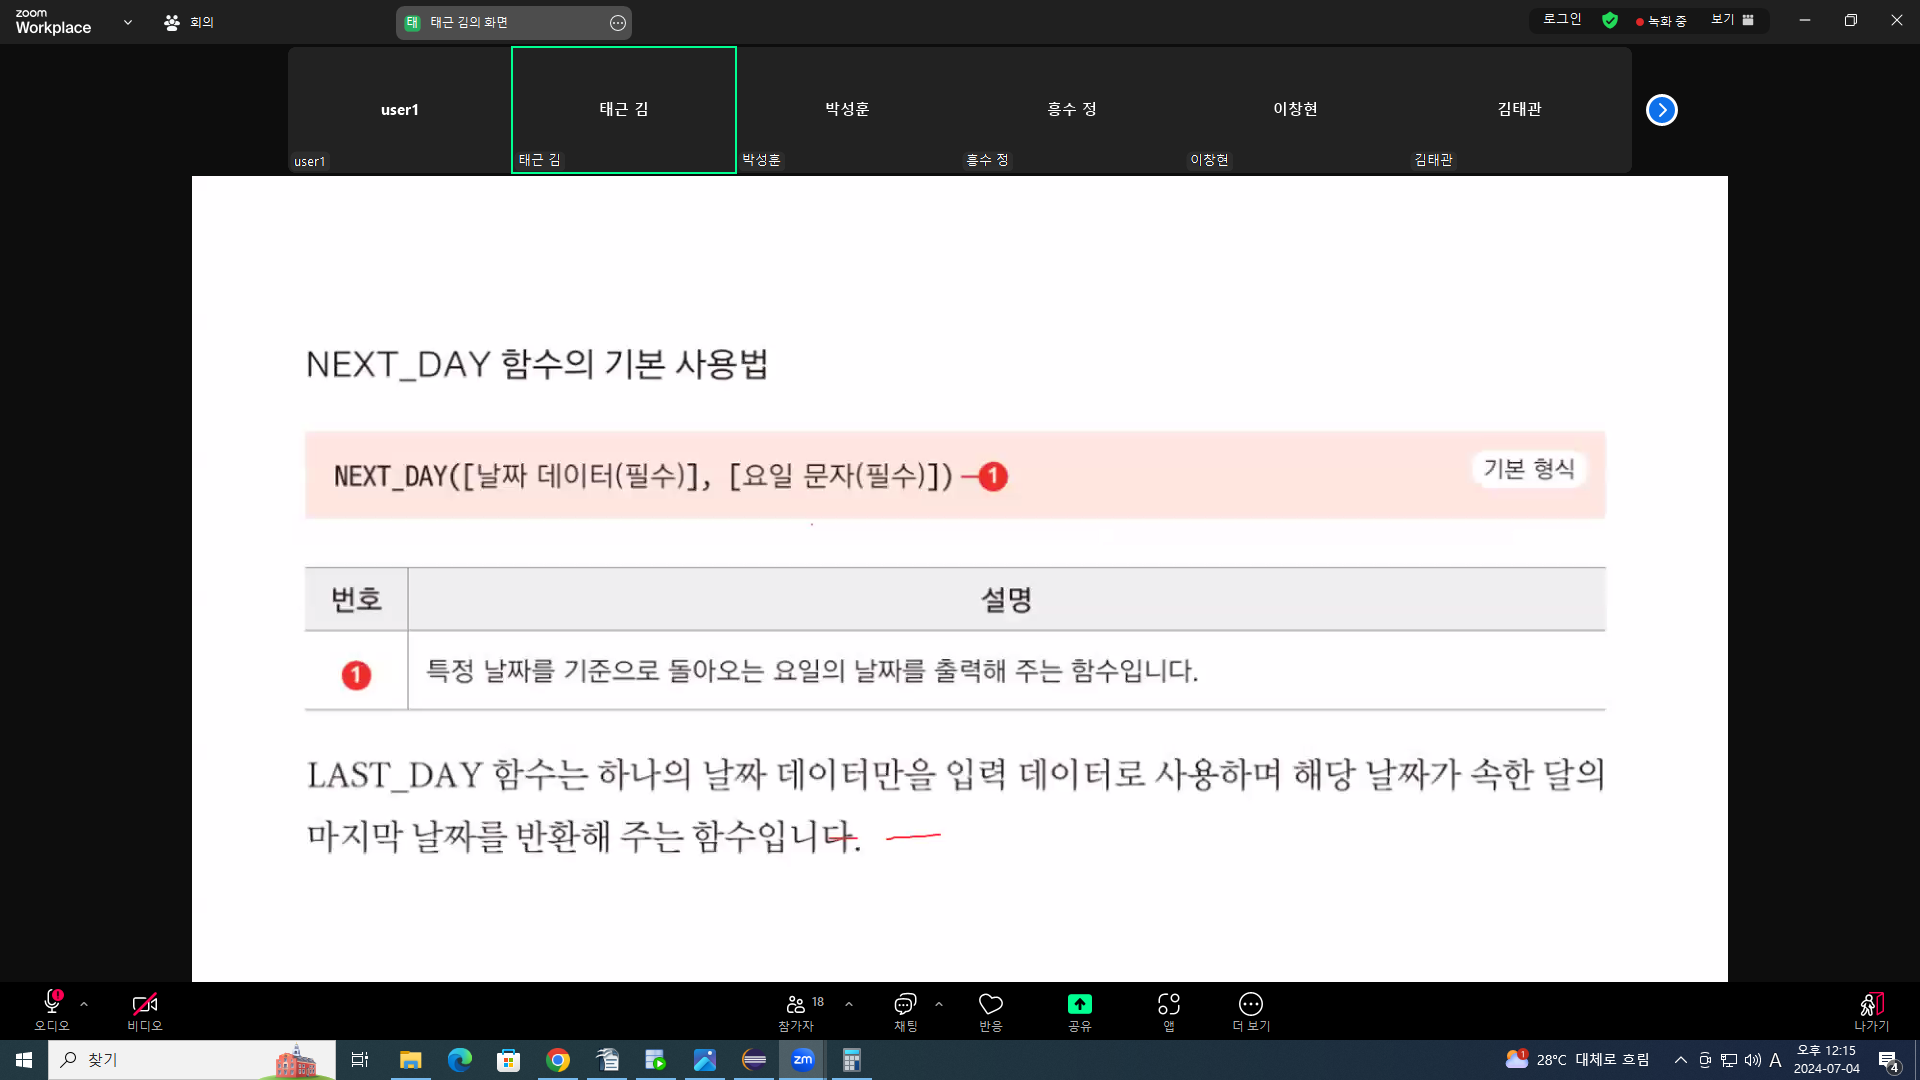 zoom
Workplace
회의
태 태근 김의 화면
로그인
녹화 중
보기
user1
태근 김
박성훈
흥수 정
이창현
김태관
user1
태근 김
박성훈
흥수 정
이창현
김태관
NEXT_DAY 함수의 기본 사용법
NEXT_DAY([날짜 데이터(필수)], [요일 문자(필수)]) 1
기본 형식
번호 설명
1 특정 날짜를 기준으로 돌아오는 요일의 날짜를 출력해 주는 함수입니다.
LAST_DAY 함수는 하나의 날짜 데이터만을 입력 데이터로 사용하며 해당 날짜가 속한 달의
마지막 날짜를 반환해 주는 함수입니다.
오디오
비디오
18
참가자
채팅
반응
공유
앱
더 보기
나가기
찾기
zm
1
28°C 대체로 흐림
A
오후 12:15
2024-07-04
4